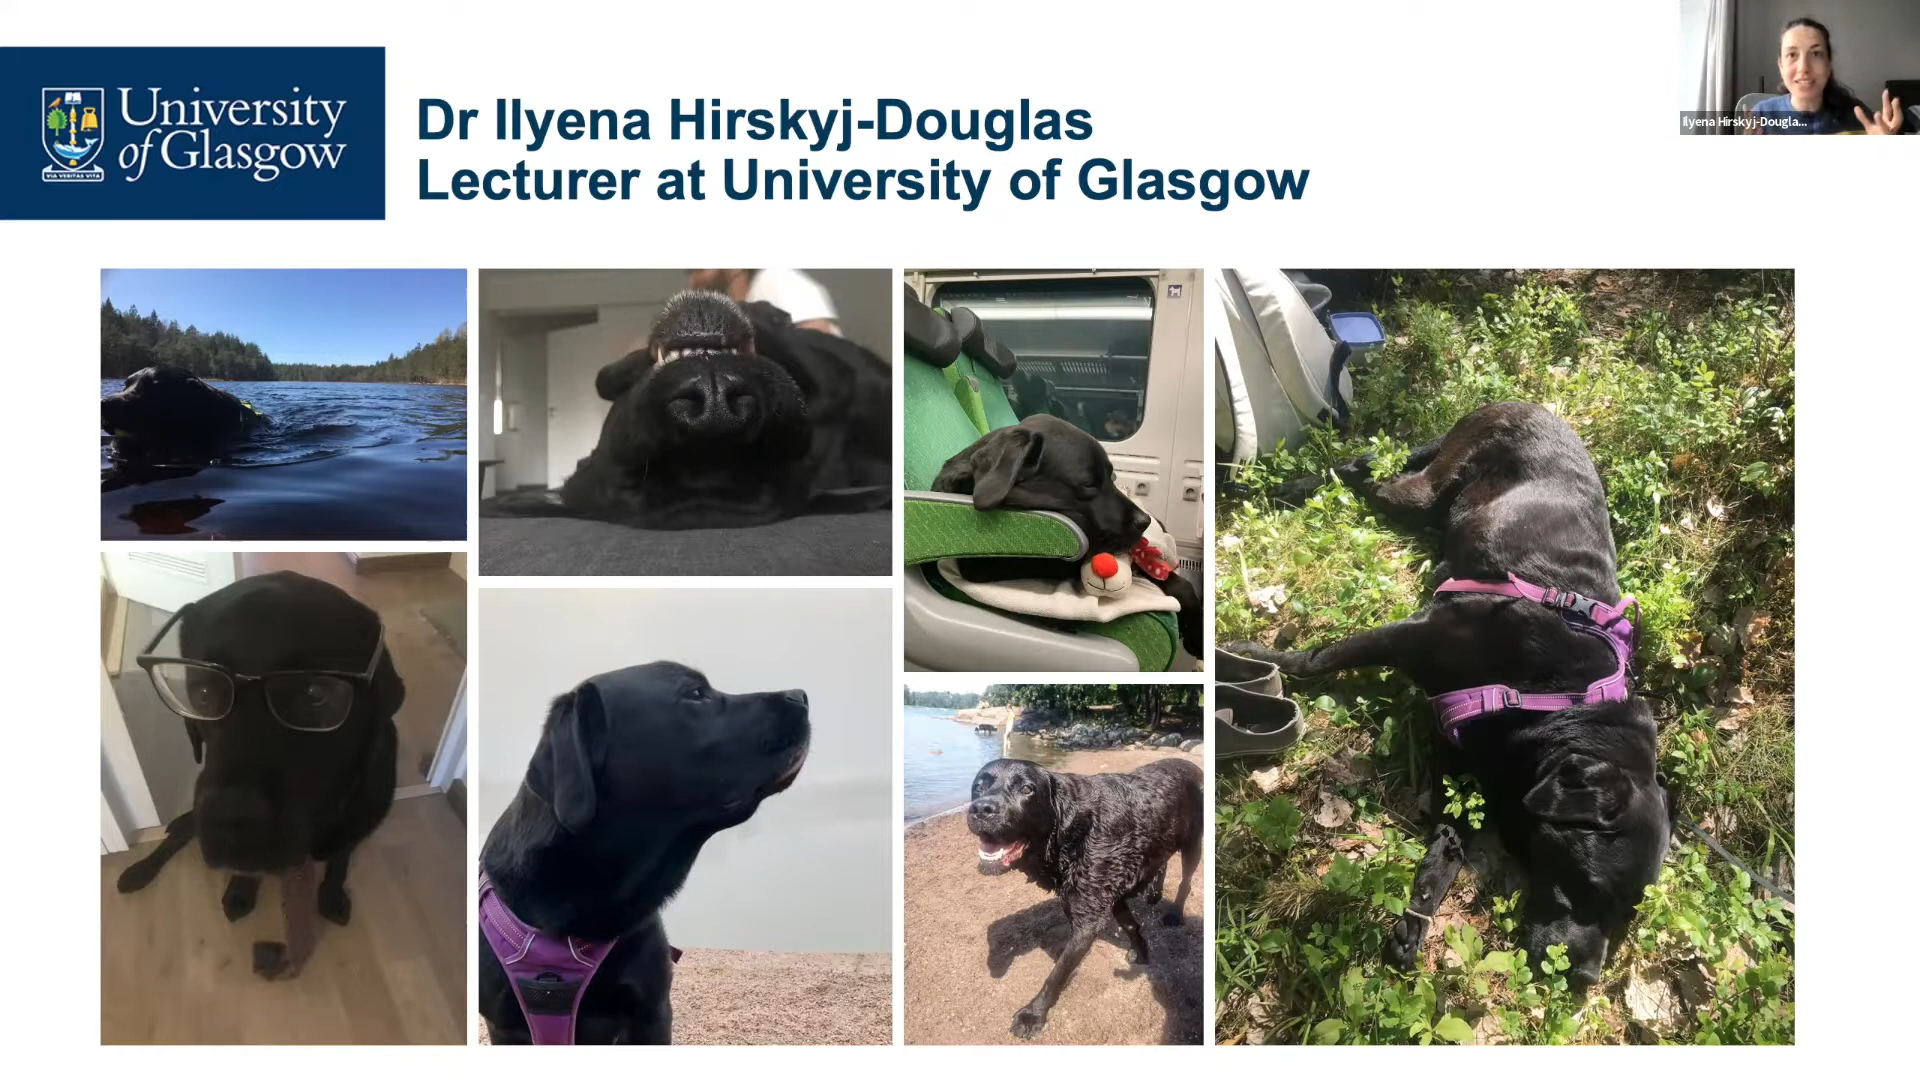 University
of Glasgow
VIA VERITAS VITA
Dr Ilyena Hirskyj-Douglas
Lecturer at University of Glasgow
Ilyena Hirskyj-Dougla...